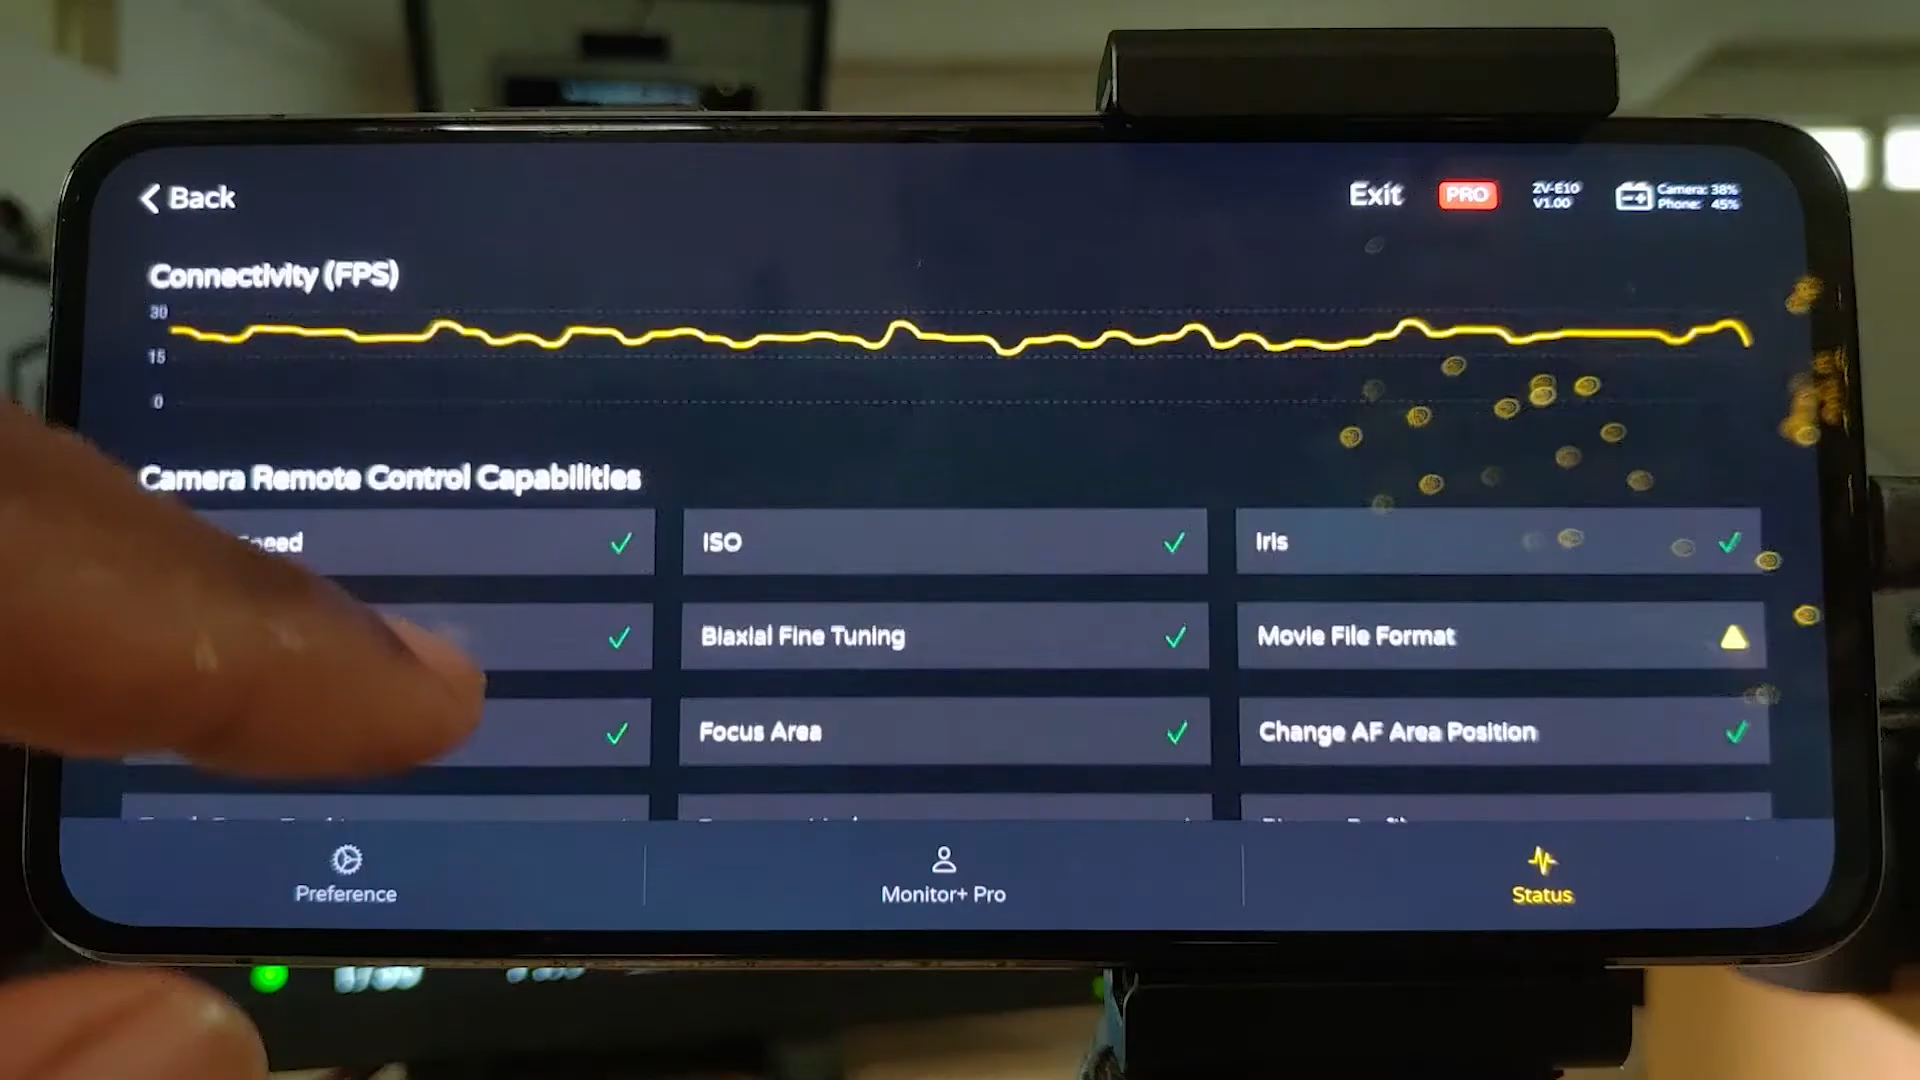 Back
Exit
PRO
ZV-E10
V1.00
Camera: 38%
Phone: 45%
Connectivity (FPS)
30
15
0
Camera Remote Control Capabilities
Speed
ISO
Iris
Biaxial Fine Tuning
Movie File Format
Focus Area
Change AF Area Position
Preference
Monitor+ Pro
Status